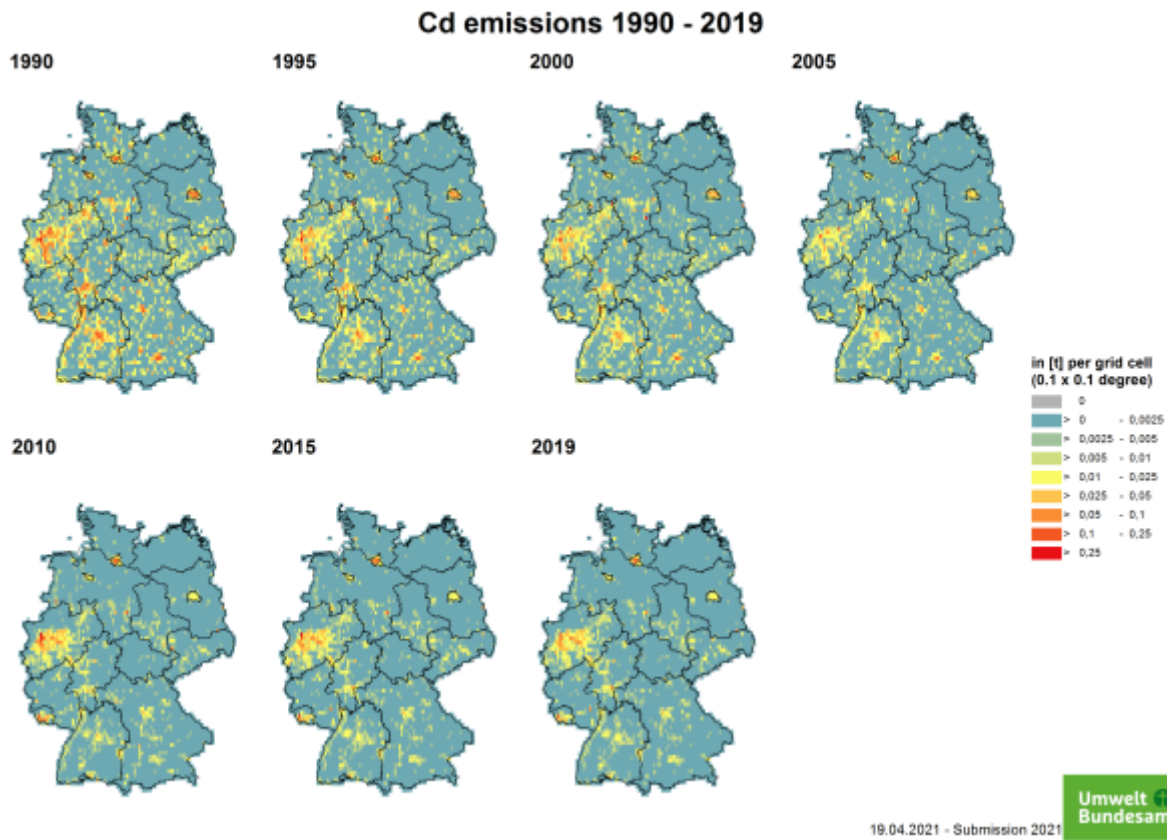 Cd emissions 1990 - 2019
1990
1995
2000
2005
2010
2015
2019
in [t] per grid cell
(0.1 x 0.1 degree)
0
> 0 - 0,0025
> 0,0025 - 0,005
> 0,005 - 0,01
> 0,01 - 0,025
> 0,025 - 0,05
> 0,05 - 0,1
> 0,1 - 0,25
> 0,25
Umwelt
Bundesam
19.04.2021 - Submission 2021